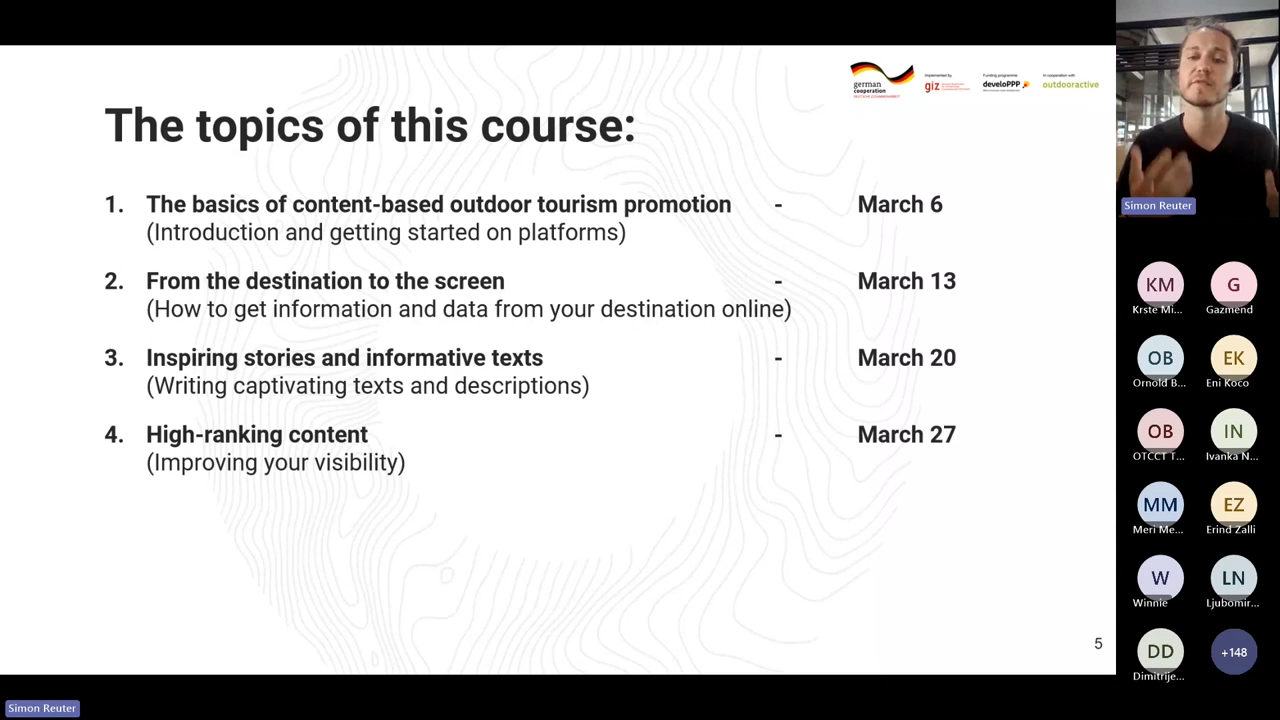 german
cooperation
DEUTSCHE ZUSAMMENARBEIT
Implemented by
giz
Funding programme
develoPPP
In cooperation with
outdooractive
The topics of this course:
1. The basics of content-based outdoor tourism promotion - March 6
(Introduction and getting started on platforms)
2. From the destination to the screen - March 13
(How to get information and data from your destination online)
3. Inspiring stories and informative texts - March 20
(Writing captivating texts and descriptions)
4. High-ranking content - March 27
(Improving your visibility)
5
Simon Reuter
KM G
Krste Mi... Gazmend
OB EK
Ornold B... Eni Koco
OB IN
OTCCT T... Ivanka N...
MM EZ
Meri Me... Erind Zalli
W LN
Winnie Ljubomir...
DD +148
Dimitrije...
Simon Reuter